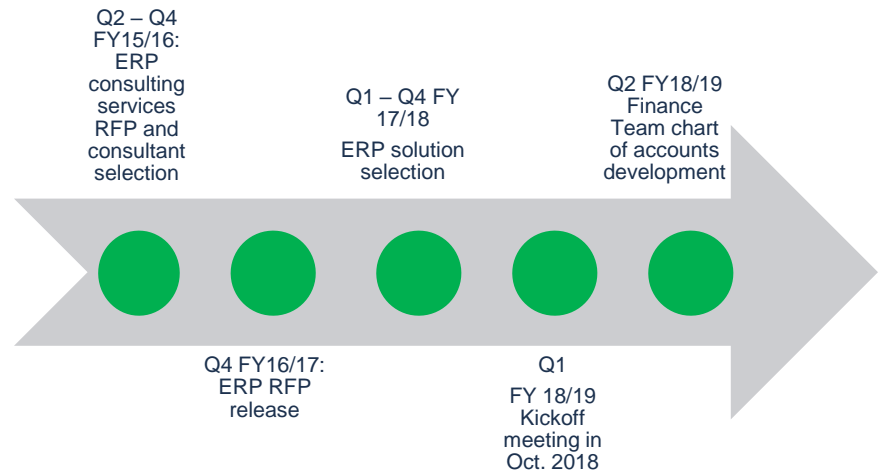 Q2 – Q4
FY15/16:
ERP
consulting
services
RFP and
consultant
selection
Q4 FY16/17:
ERP RFP
release
Q1 – Q4 FY
17/18
ERP solution
selection
Q1
FY 18/19
Kickoff
meeting in
Oct. 2018
Q2 FY18/19
Finance
Team chart
of accounts
development